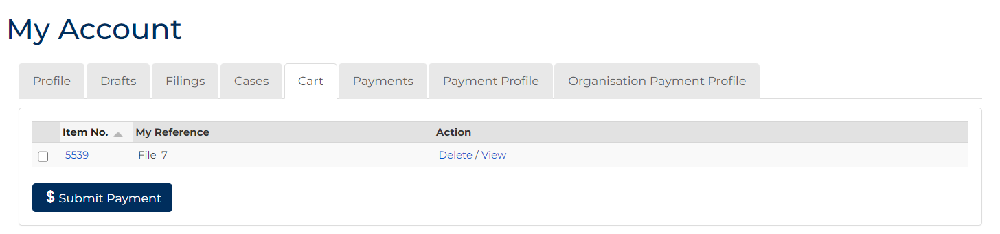 My Account
Profile Drafts Filings Cases Cart Payments Payment Profile Organisation Payment Profile
Item No. My Reference Action
5539 File_7 Delete / View
$ Submit Payment